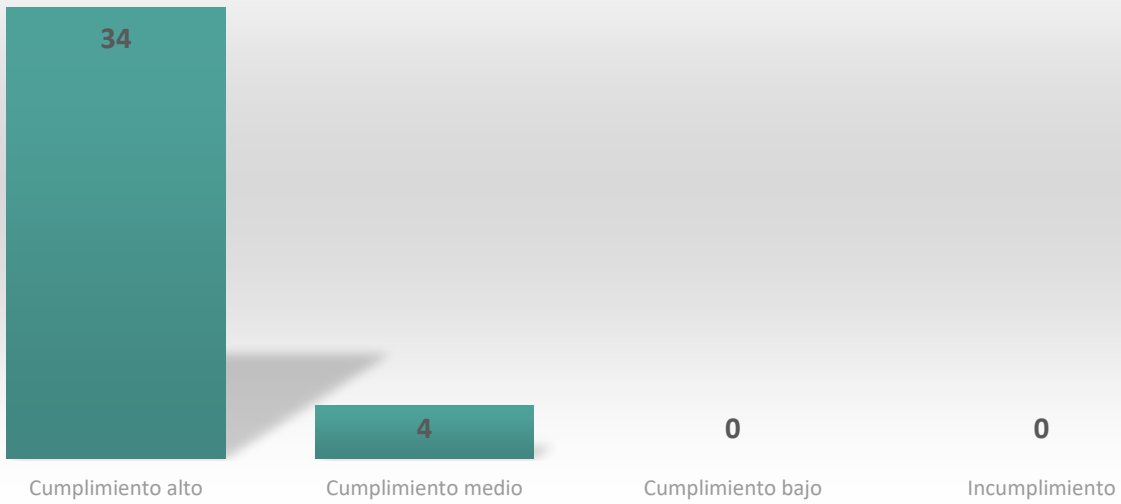 34
4
0
0
Cumplimiento alto
Cumplimiento medio
Cumplimiento bajo
Incumplimiento